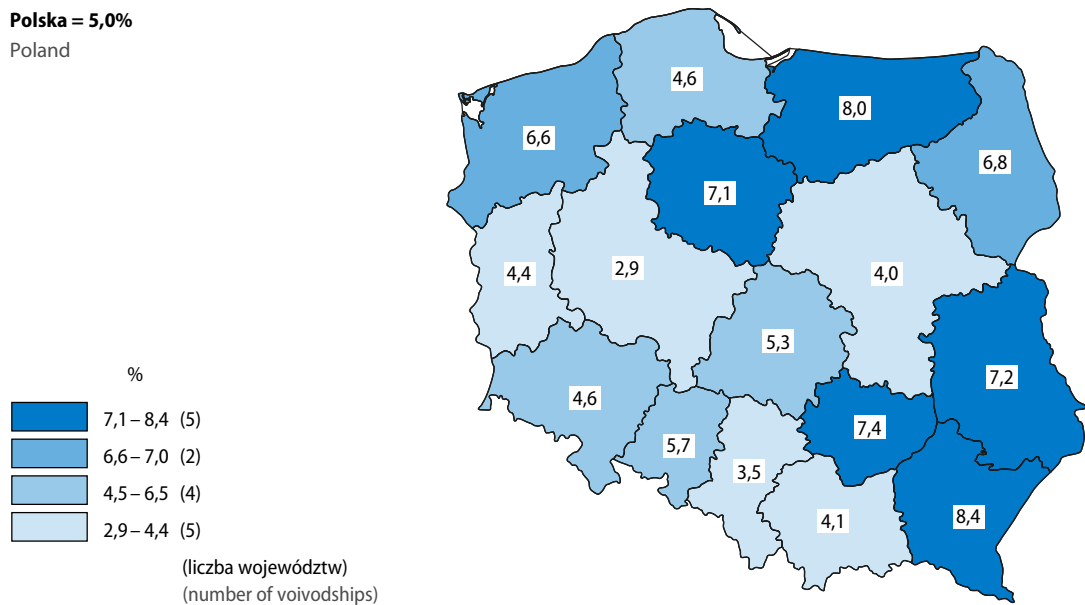 Polska = 5,0%
Poland
4,6
8,0
6,6
6,8
7,1
4,4
2,9
4,0
5,3
7,2
4,6
7,4
5,7
3,5
4,1
8,4
%
7,1 – 8,4 (5)
6,6 – 7,0 (2)
4,5 – 6,5 (4)
2,9 – 4,4 (5)
(liczba województw)
(number of voivodships)